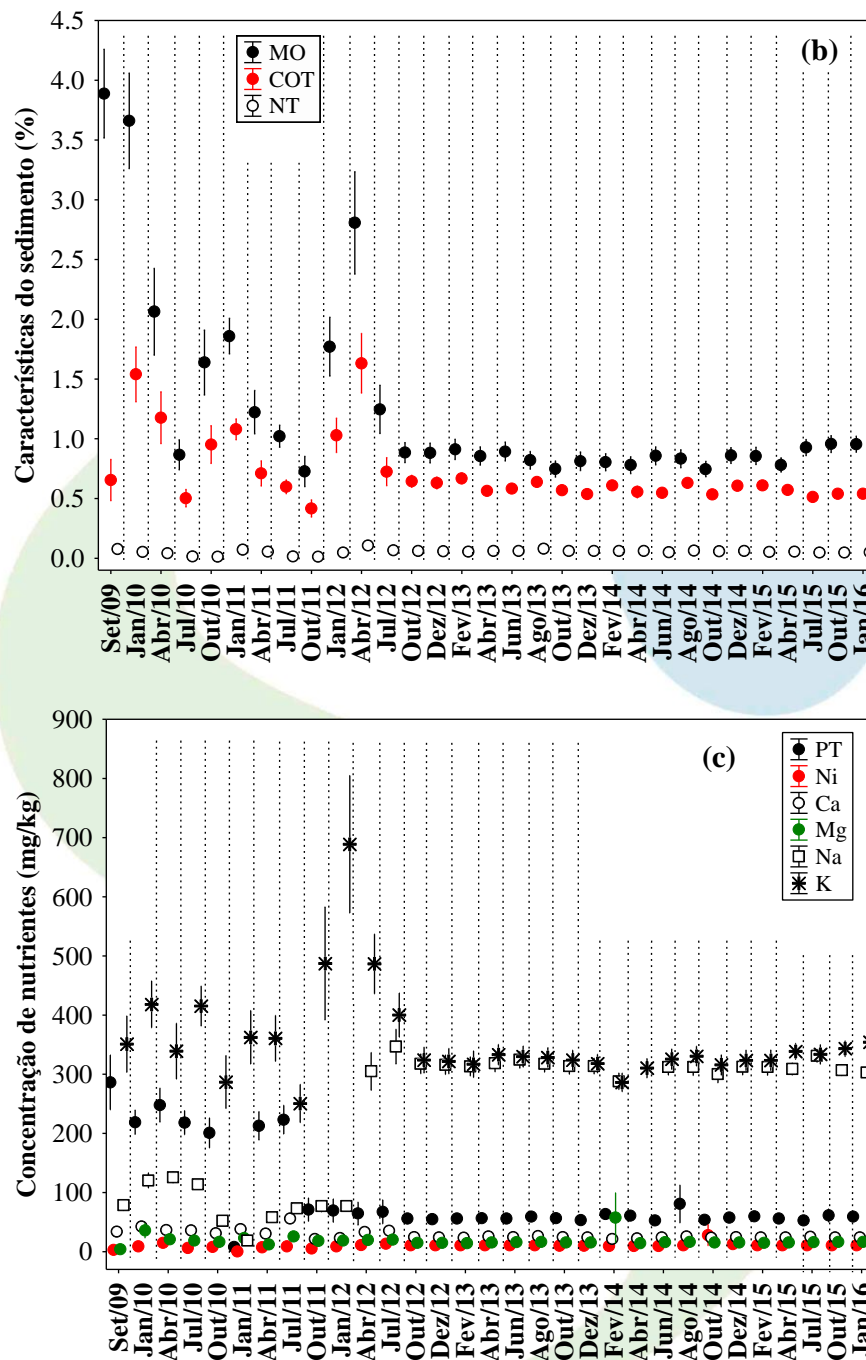 (b)
MO
COT
NT
Características do sedimento (%)
4.5
4.0
3.5
3.0
2.5
2.0
1.5
1.0
0.5
0.0
Set/09
Jan/10
Abr/10
Jul/10
Out/10
Jan/11
Abr/11
Jul/11
Out/11
Jan/12
Abr/12
Jul/12
Out/12
Dez/12
Fev/13
Abr/13
Jun/13
Ago/13
Out/13
Dez/13
Fev/14
Abr/14
Jun/14
Ago/14
Out/14
Dez/14
Fev/15
Abr/15
Jul/15
Out/15
Jan/16
(c)
PT
Ni
Ca
Mg
Na
K
Concentração de nutrientes (mg/kg)
900
800
700
600
500
400
300
200
100
0
Set/09
Jan/10
Abr/10
Jul/10
Out/10
Jan/11
Abr/11
Jul/11
Out/11
Jan/12
Abr/12
Jul/12
Out/12
Dez/12
Fev/13
Abr/13
Jun/13
Ago/13
Out/13
Dez/13
Fev/14
Abr/14
Jun/14
Ago/14
Out/14
Dez/14
Fev/15
Abr/15
Jul/15
Out/15
Jan/16